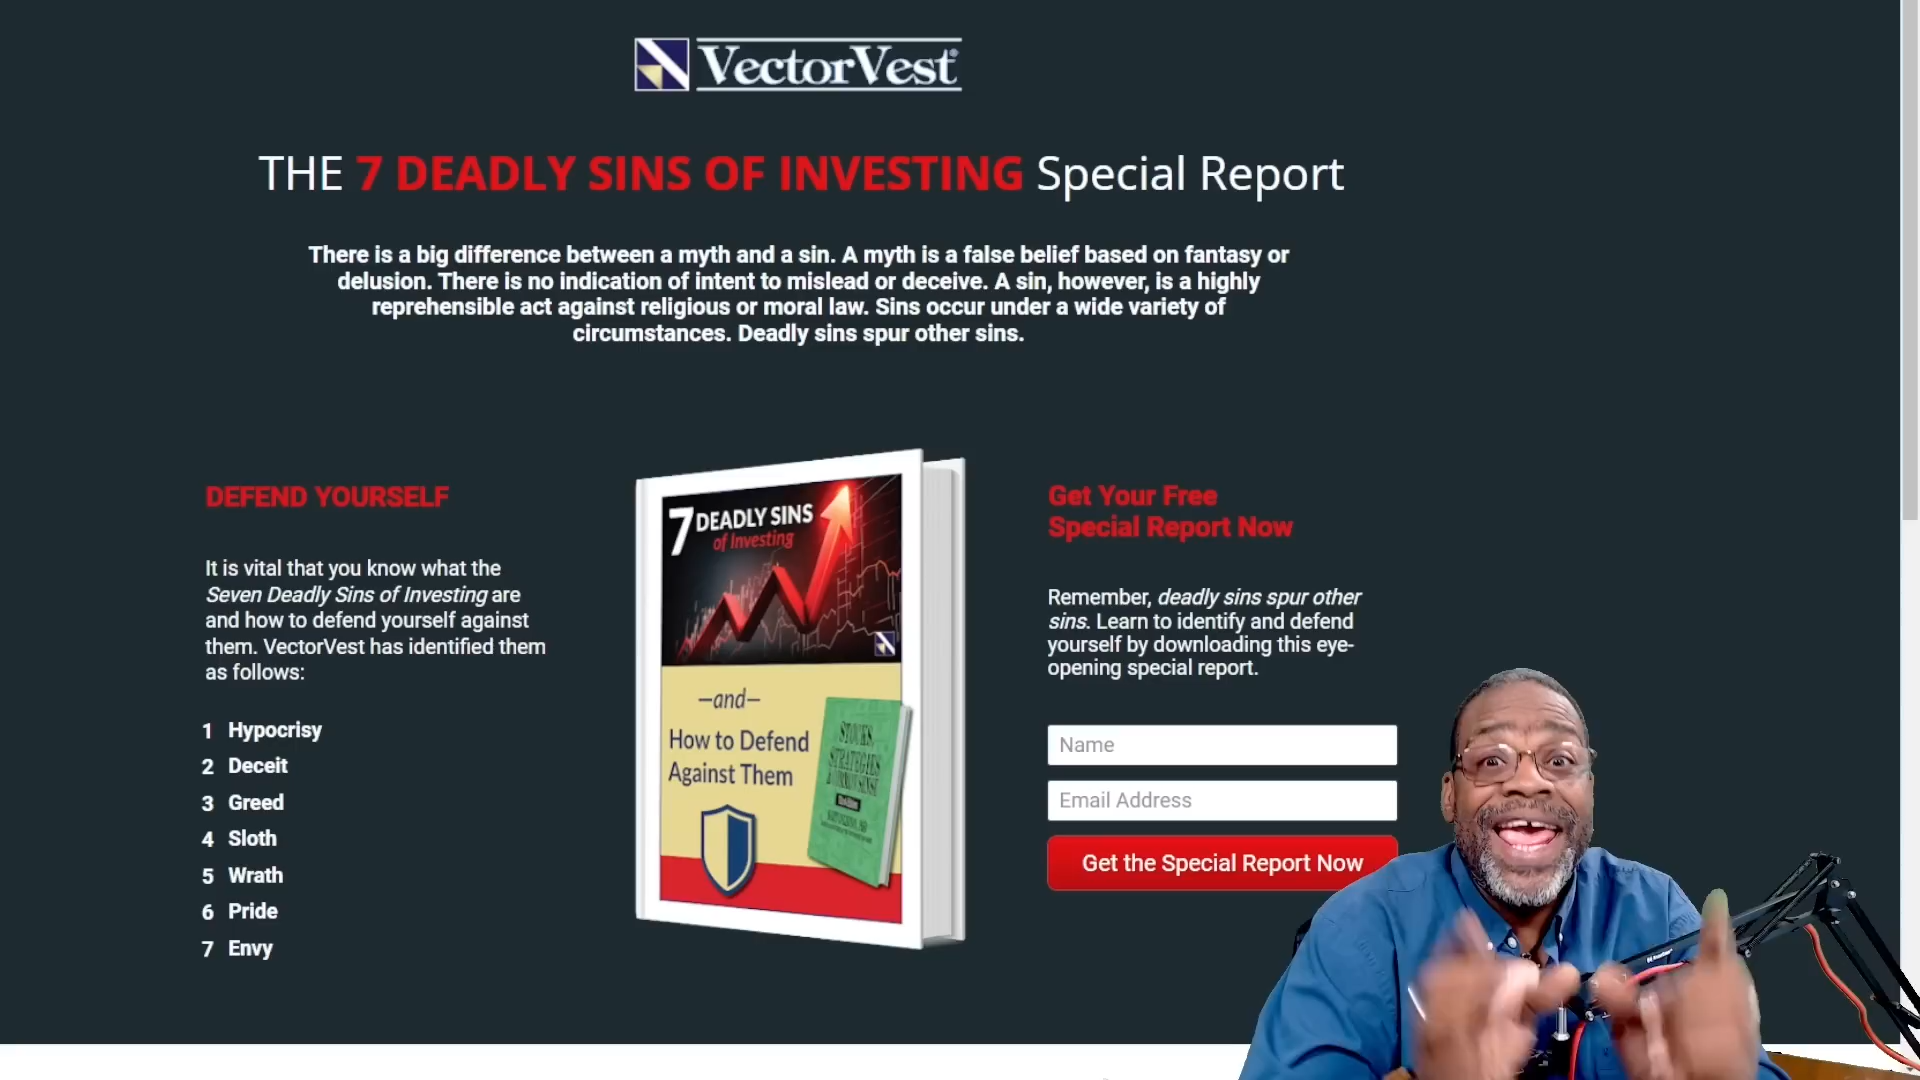 VectorVest®
THE 7 DEADLY SINS OF INVESTING Special Report
There is a big difference between a myth and a sin. A myth is a false belief based on fantasy or
delusion. There is no indication of intent to mislead or deceive. A sin, however, is a highly
reprehensible act against religious or moral law. Sins occur under a wide variety of
circumstances. Deadly sins spur other sins.
DEFEND YOURSELF
It is vital that you know what the
Seven Deadly Sins of Investing are
and how to defend yourself against
them. VectorVest has identified them
as follows:
1 Hypocrisy
2 Deceit
3 Greed
4 Sloth
5 Wrath
6 Pride
7 Envy
7 DEADLY SINS
of Investing
—and—
How to Defend
Against Them
STOCKS,
STRATEGIES
& COMMON SENSE
Get Your Free
Special Report Now
Remember, deadly sins spur other
sins. Learn to identify and defend
yourself by downloading this eye-
opening special report.
Name
Email Address
Get the Special Report Now